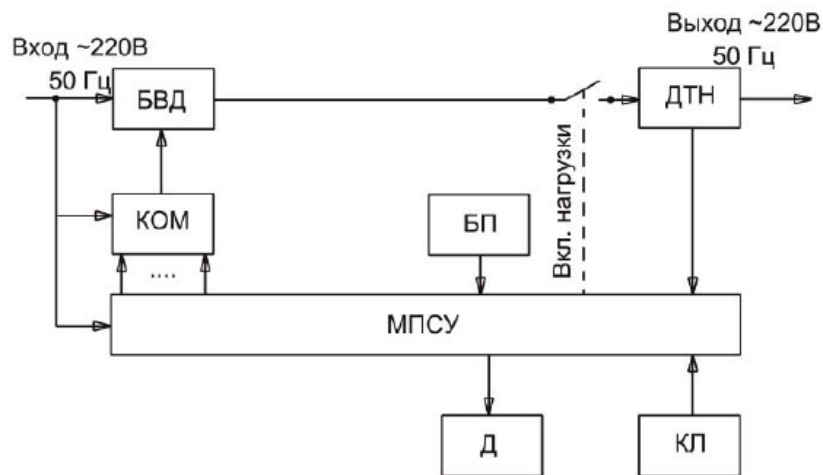 Вход ~220В
50 Гц
Выход ~220В
50 Гц
БВД
ДТН
КОМ
БП
Вкл. нагрузки
....
МПСУ
Д
КЛ